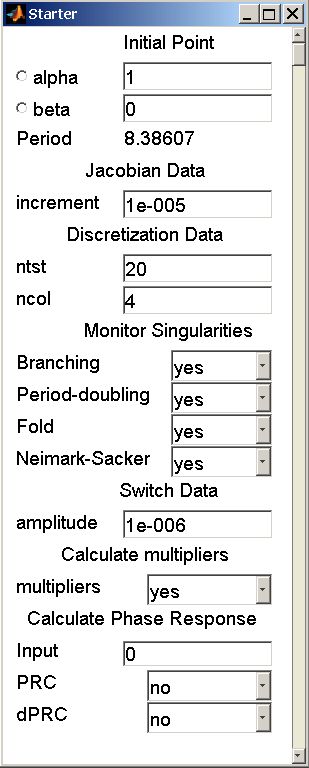 Starter
Initial Point
alpha 1
beta 0
Period 8.38607
Jacobian Data
increment 1e-005
Discretization Data
ntst 20
ncol 4
Monitor Singularities
Branching yes
Period-doubling yes
Fold yes
Neimark-Sacker yes
Switch Data
amplitude 1e-006
Calculate multipliers
multipliers yes
Calculate Phase Response
Input 0
PRC no
dPRC no